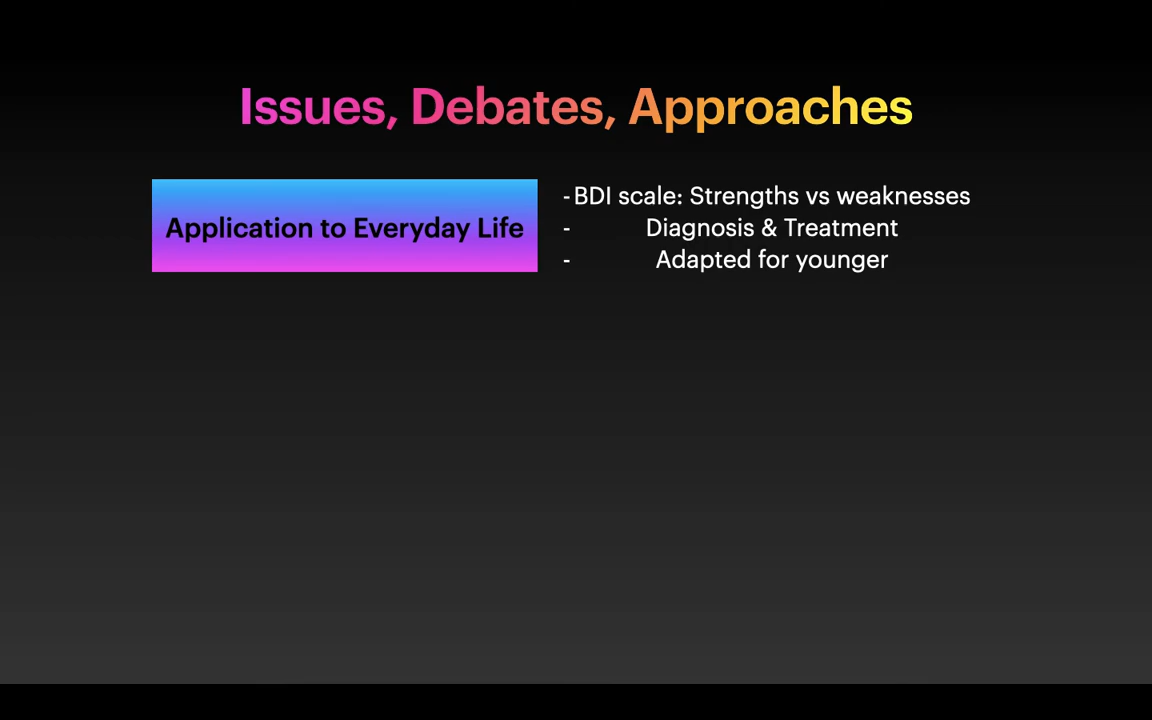 Issues, Debates, Approaches
Application to Everyday Life
-BDI scale: Strengths vs weaknesses
- Diagnosis & Treatment
- Adapted for younger